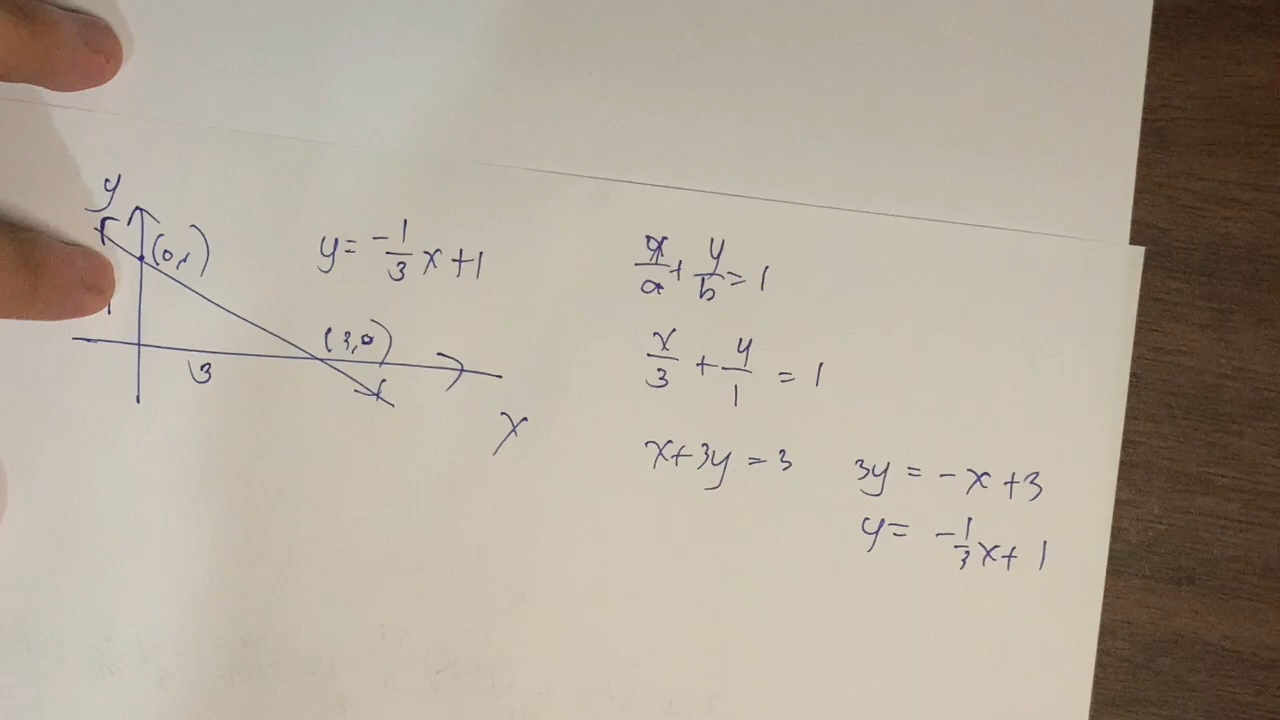 y
(0,1)
(3,0)
3
x
y = -1/3 x + 1
x/a + y/b = 1
x/3 + y/1 = 1
x + 3y = 3
3y = -x + 3
y = -1/3 x + 1